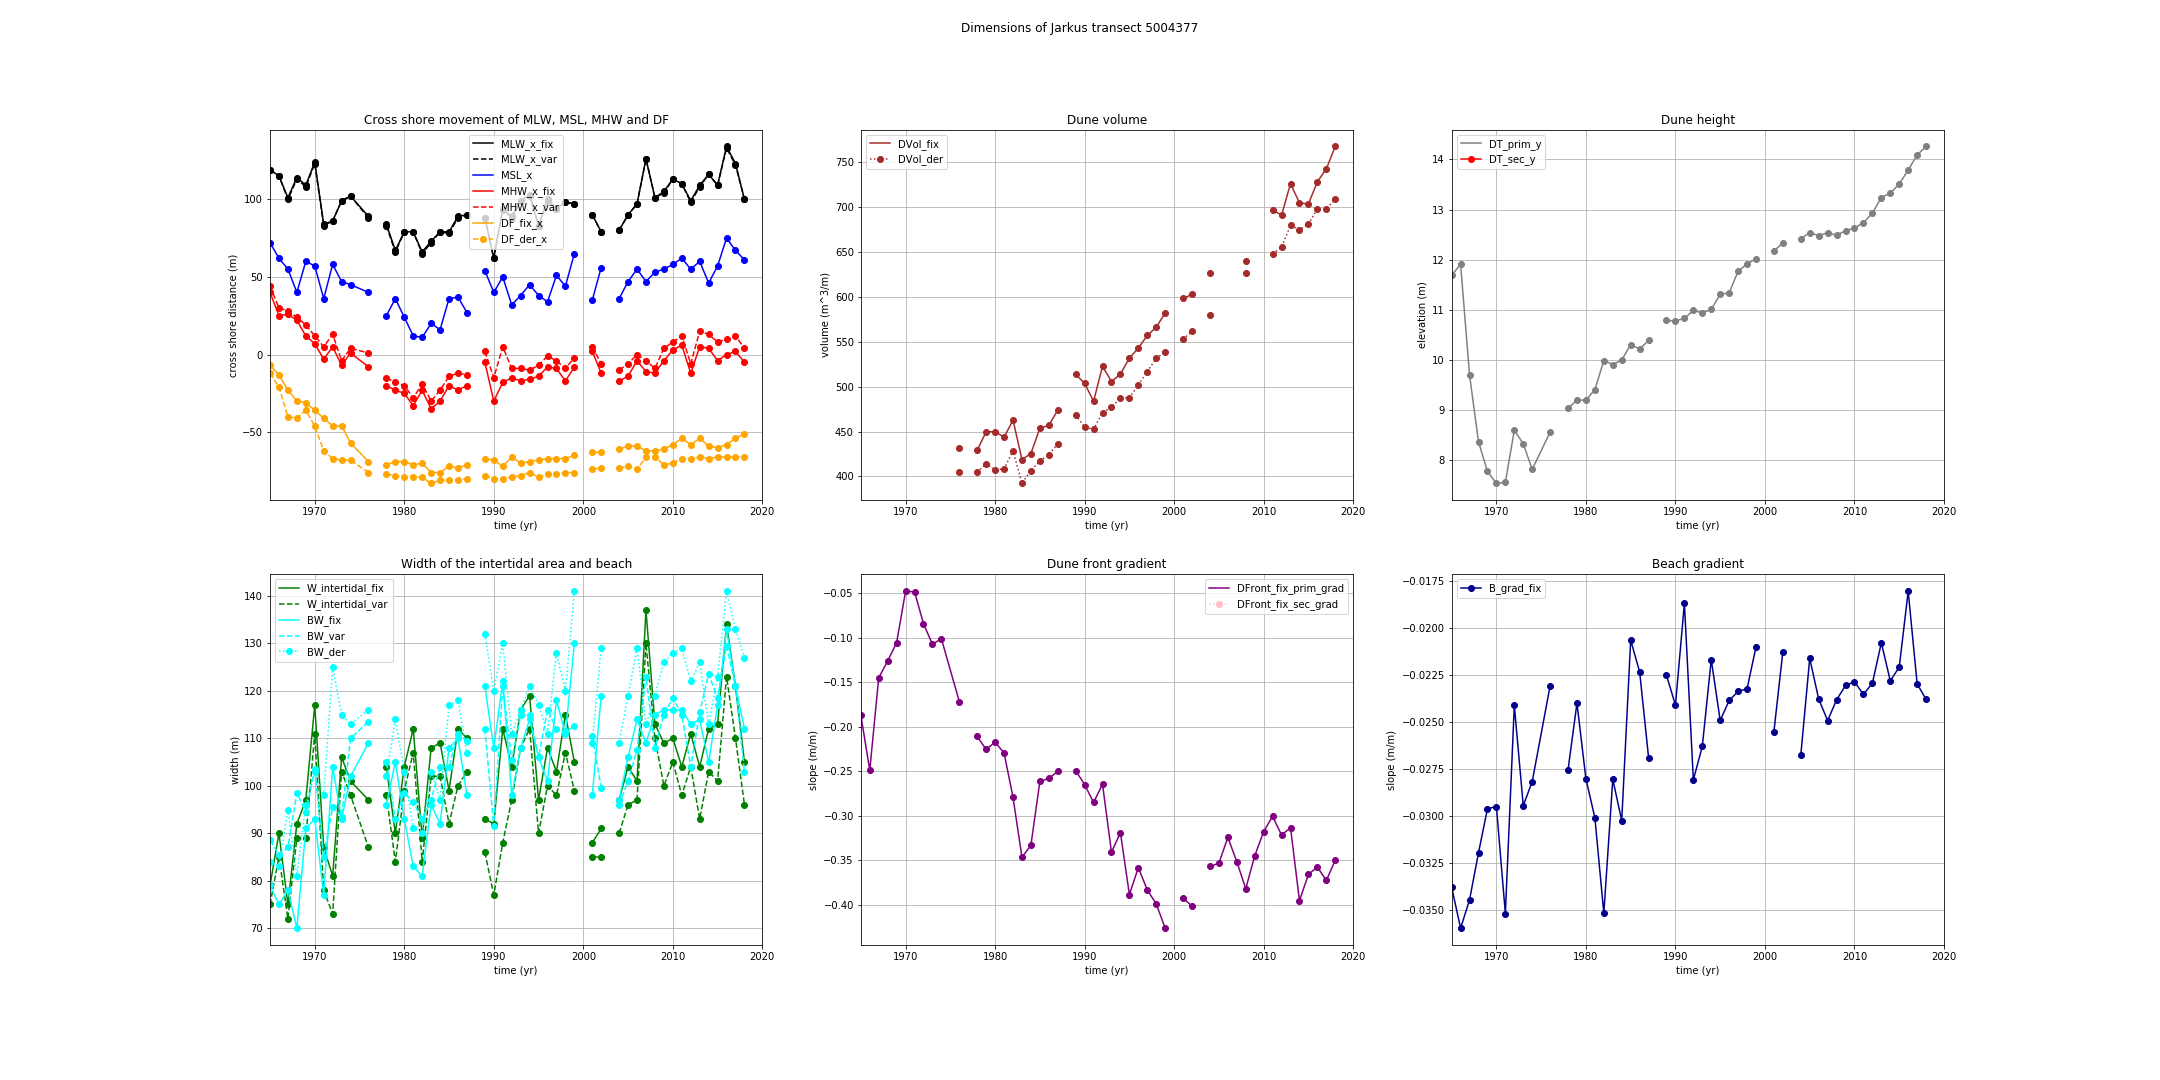 Dimensions of Jarkus transect 5004377
Cross shore movement of MLW, MSL, MHW and DF
cross shore distance (m)
100
50
0
−50
MLW_x_fix
MLW_x_var
MSL_x
MHW_x_fix
MHW_x_var
DF_fix_x
DF_der_x
1970 1980 1990 2000 2010 2020
time (yr)
Dune volume
volume (m^3/m)
750
700
650
600
550
500
450
400
DVol_fix
DVol_der
1970 1980 1990 2000 2010 2020
time (yr)
Dune height
elevation (m)
14
13
12
11
10
9
8
DT_prim_y
DT_sec_y
1970 1980 1990 2000 2010 2020
time (yr)
Width of the intertidal area and beach
width (m)
140
130
120
110
100
90
80
70
W_intertidal_fix
W_intertidal_var
BW_fix
BW_var
BW_der
1970 1980 1990 2000 2010 2020
time (yr)
Dune front gradient
slope (m/m)
−0.05
−0.10
−0.15
−0.20
−0.25
−0.30
−0.35
−0.40
DFront_fix_prim_grad
DFront_fix_sec_grad
1970 1980 1990 2000 2010 2020
time (yr)
Beach gradient
slope (m/m)
−0.0175
−0.0200
−0.0225
−0.0250
−0.0275
−0.0300
−0.0325
−0.0350
B_grad_fix
1970 1980 1990 2000 2010 2020
time (yr)